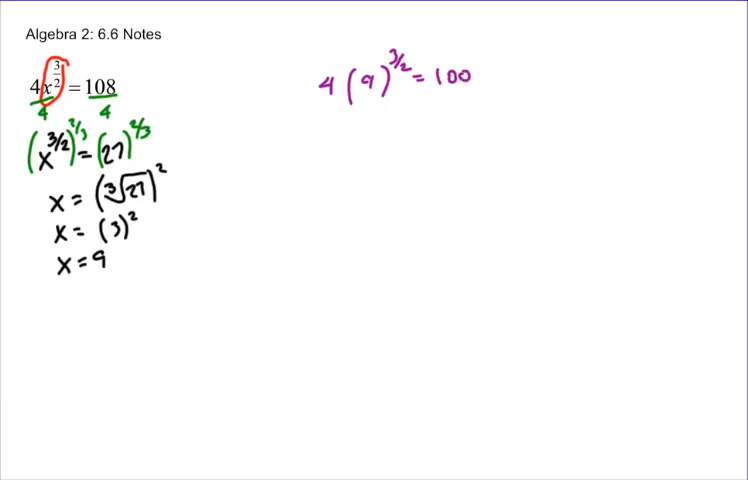 Algebra 2: 6.6 Notes
4x^{3/2} = 108
4 4
(x^{3/2})^{2/3} = (27)^{2/3}
x = (∛27)^2
x = (3)^2
x = 9
4(9)^{3/2} = 100